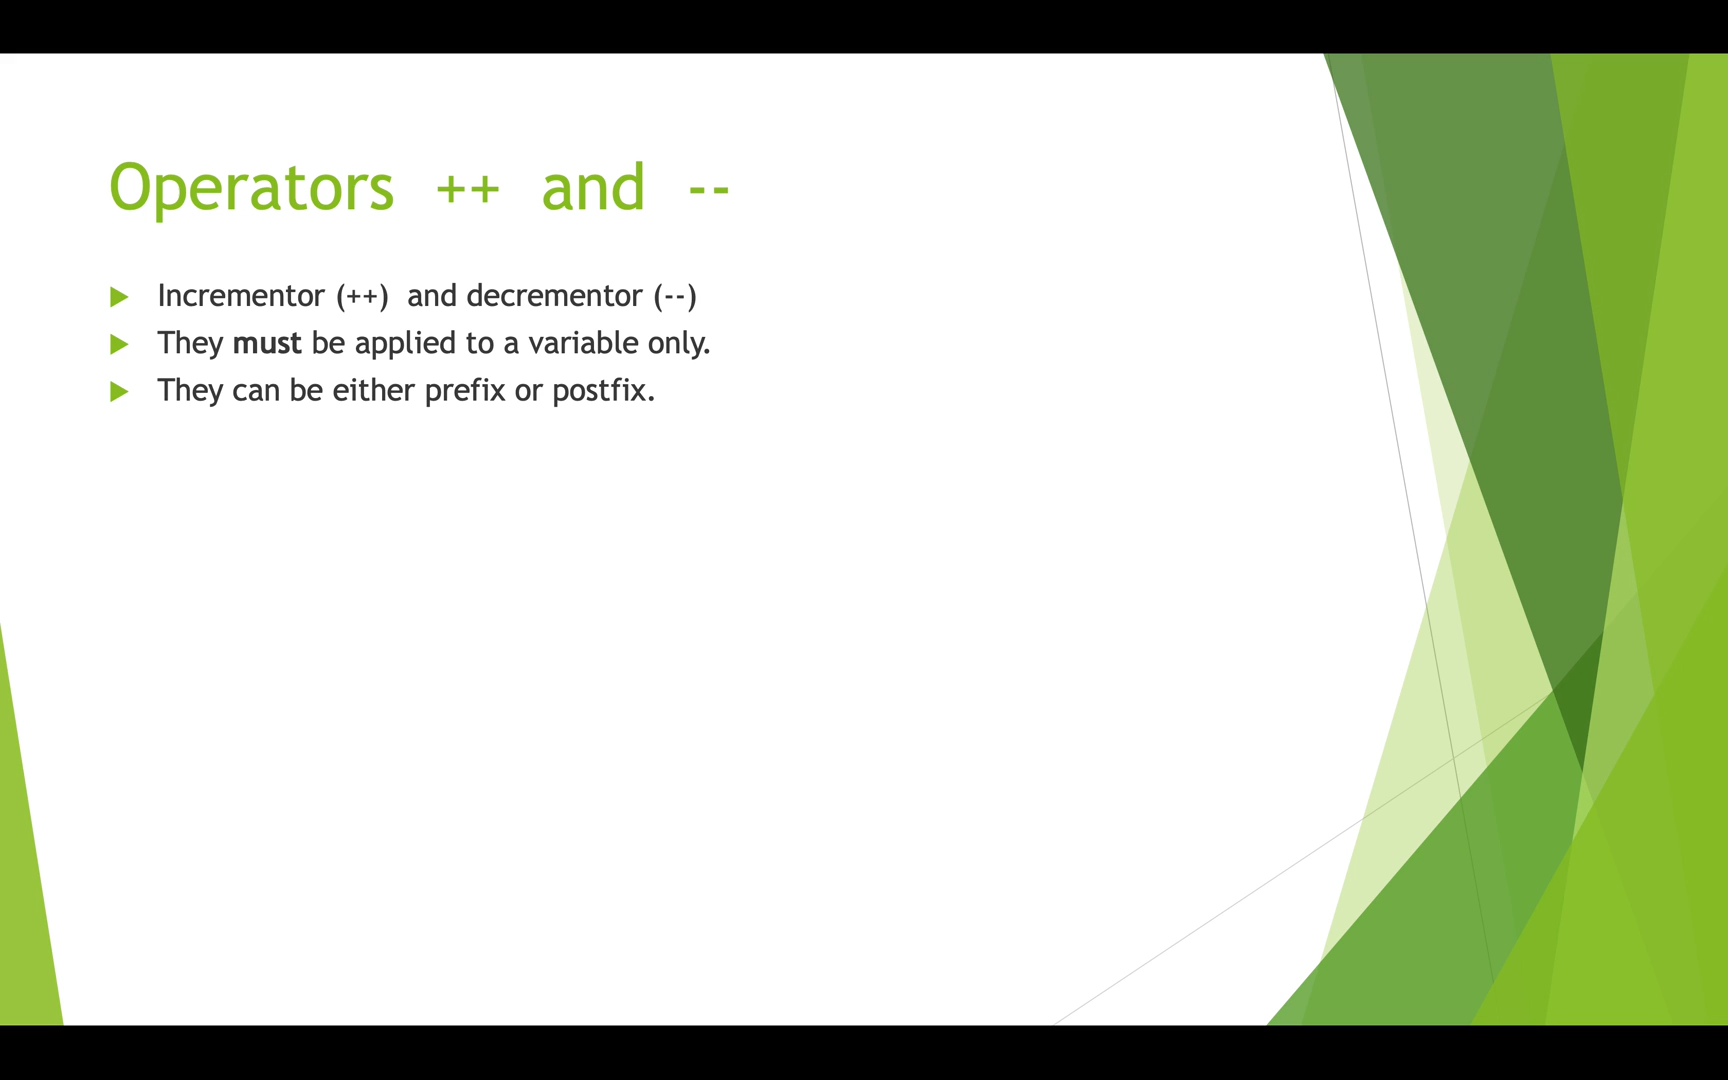 Operators ++ and --
Incrementor (++) and decrementor (--)
They must be applied to a variable only.
They can be either prefix or postfix.